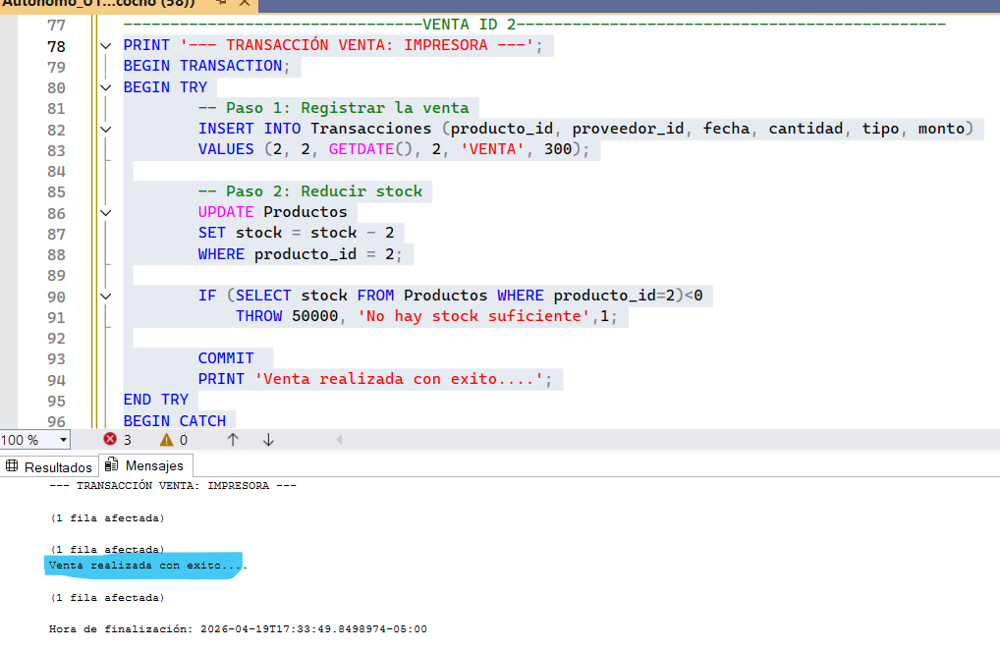 Autonomo_U1...cocho (58))
77 --------------------------------VENTA ID 2----------------------------------------------
78 PRINT '--- TRANSACCIÓN VENTA: IMPRESORA ---';
79 BEGIN TRANSACTION;
80 BEGIN TRY
81 -- Paso 1: Registrar la venta
82 INSERT INTO Transacciones (producto_id, proveedor_id, fecha, cantidad, tipo, monto)
83 VALUES (2, 2, GETDATE(), 2, 'VENTA', 300);
84
85 -- Paso 2: Reducir stock
86 UPDATE Productos
87 SET stock = stock - 2
88 WHERE producto_id = 2;
89
90 IF (SELECT stock FROM Productos WHERE producto_id=2)<0
91 THROW 50000, 'No hay stock suficiente',1;
92
93 COMMIT
94 PRINT 'Venta realizada con exito....';
95 END TRY
96 BEGIN CATCH
100 % 3 0
Resultados Mensajes
--- TRANSACCIÓN VENTA: IMPRESORA ---
(1 fila afectada)
(1 fila afectada)
Venta realizada con exito....
(1 fila afectada)
Hora de finalización: 2026-04-19T17:33:49.8498974-05:00